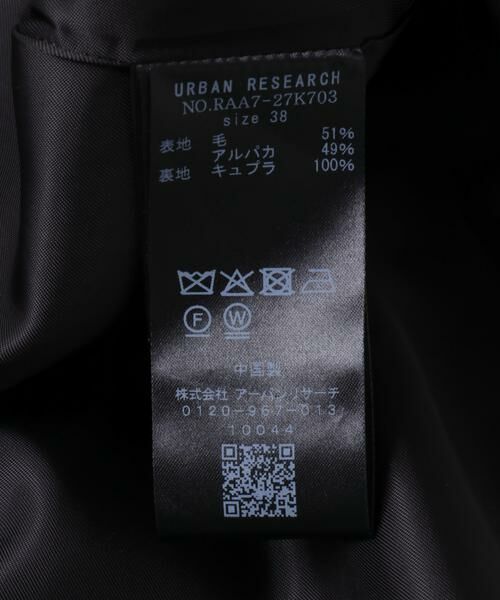 URBAN RESEARCH
NO.RAA7-27K703
size 38
表地 毛 51%
アルパカ 49%
裏地 キュプラ 100%
F W
中国製
株式会社 アーバンリサーチ
0120-967-013
10044